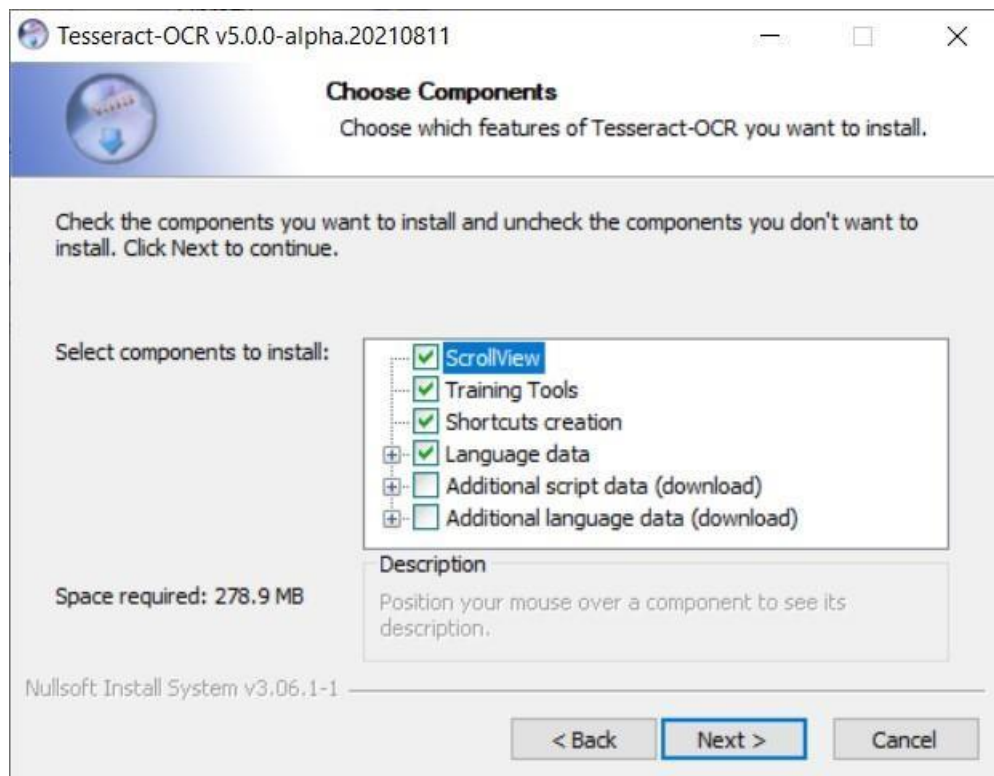 Tesseract-OCR v5.0.0-alpha.20210811
Choose Components
Choose which features of Tesseract-OCR you want to install.
Check the components you want to install and uncheck the components you don't want to
install. Click Next to continue.
Select components to install:
ScrollView
Training Tools
Shortcuts creation
Language data
Additional script data (download)
Additional language data (download)
Space required: 278.9 MB
Description
Position your mouse over a component to see its
description.
Nullsoft Install System v3.06.1-1
< Back
Next >
Cancel